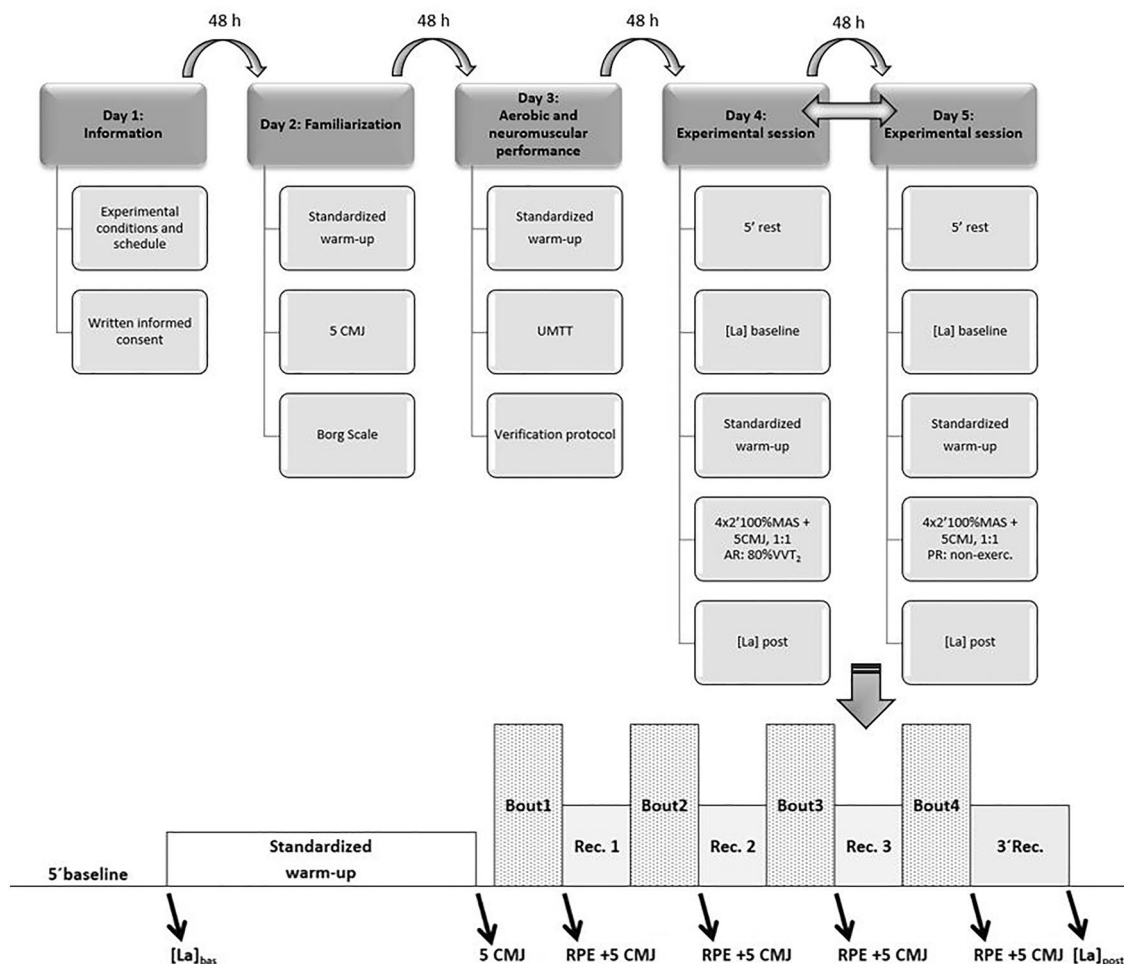 48 h
48 h
48 h
48 h
Day 1:
Information
Experimental
conditions and
schedule
Written informed
consent
Day 2: Familiarization
Standardized
warm-up
5 CMJ
Borg Scale
Day 3:
Aerobic and
neuromuscular
performance
Standardized
warm-up
UMTT
Verification protocol
Day 4:
Experimental session
5' rest
[La] baseline
Standardized
warm-up
4x2'100%MAS +
5CMJ, 1:1
AR: 80%VVT₂
[La] post
Day 5:
Experimental session
5' rest
[La] baseline
Standardized
warm-up
4x2'100%MAS +
5CMJ, 1:1
PR: non-exerc.
[La] post
5´baseline
Standardized
warm-up
Bout1
Rec. 1
Bout2
Rec. 2
Bout3
Rec. 3
Bout4
3´Rec.
[La]bas
5 CMJ
RPE +5 CMJ
RPE +5 CMJ
RPE +5 CMJ
RPE +5 CMJ
[La]post